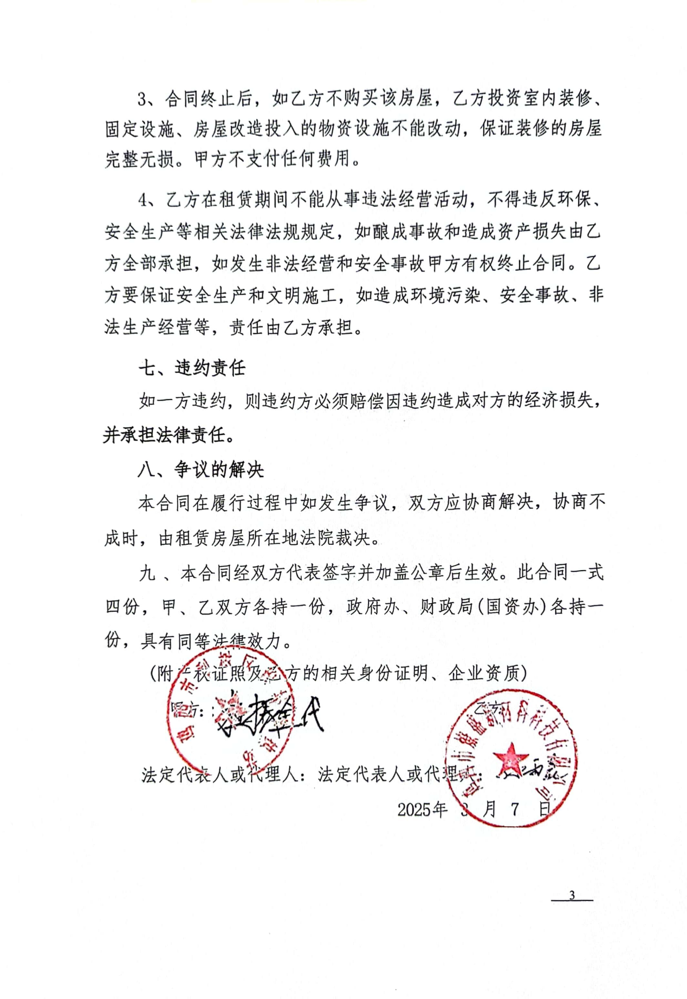 3、合同终止后，如乙方不购买该房屋，乙方投资室内装修、
固定设施、房屋改造投入的物资设施不能改动，保证装修的房屋
完整无损。甲方不支付任何费用。
4、乙方在租赁期间不能从事违法经营活动，不得违反环保、
安全生产等相关法律法规规定，如酿成事故和造成资产损失由乙
方全部承担，如发生非法经营和安全事故甲方有权终止合同。乙
方要保证安全生产和文明施工，如造成环境污染、安全事故、非
法生产经营等，责任由乙方承担。
七、违约责任
如一方违约，则违约方必须赔偿因违约造成对方的经济损失，
并承担法律责任。
八、争议的解决
本合同在履行过程中如发生争议，双方应协商解决，协商不
成时，由租赁房屋所在地法院裁决。
九 、本合同经双方代表签字并加盖公章后生效。此合同一式
四份，甲、乙双方各持一份，政府办、财政局(国资办)各持一
份，具有同等法律效力。
(附产权证照及乙方的相关身份证明、企业资质)
甲方： 乙方
法定代表人或代理人：法定代表人或代理人：
2025年 3 月 7 日
3